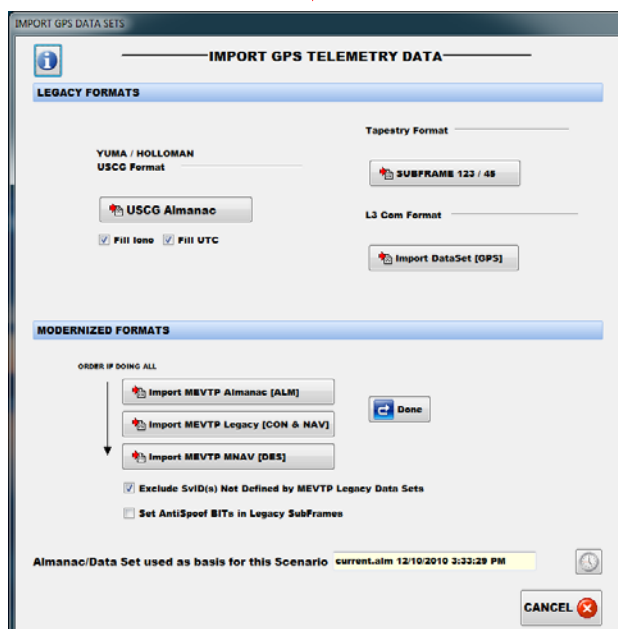 IMPORT GPS DATA SETS
IMPORT GPS TELEMETRY DATA
LEGACY FORMATS
Tapestry Format
YUMA / HOLLOMAN
USCG Format
SUBFRAME 123 / 45
USCG Almanac
L3 Com Format
Fill Iono Fill UTC
Import DataSet [GPS]
MODERNIZED FORMATS
ORDER IF DOING ALL
Import MEVTP Almanac [ALM]
Done
Import MEVTP Legacy [CON & NAV]
Import MEVTP MNAV [DES]
Exclude SvID(s) Not Defined by MEVTP Legacy Data Sets
Set AntiSpoof BITs in Legacy SubFrames
Almanac/Data Set used as basis for this Scenario current.alm 12/10/2010 3:33:29 PM
CANCEL